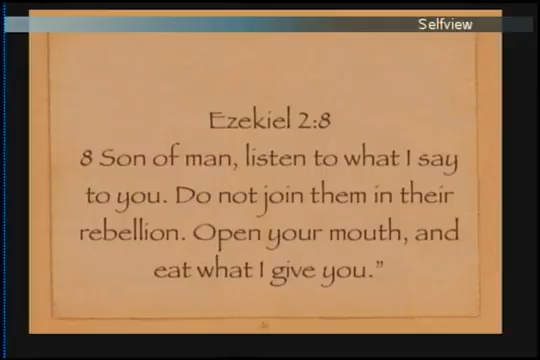 Selfview
Ezekiel 2:8
8 Son of man, listen to what I say
to you. Do not join them in their
rebellion. Open your mouth, and
eat what I give you.”